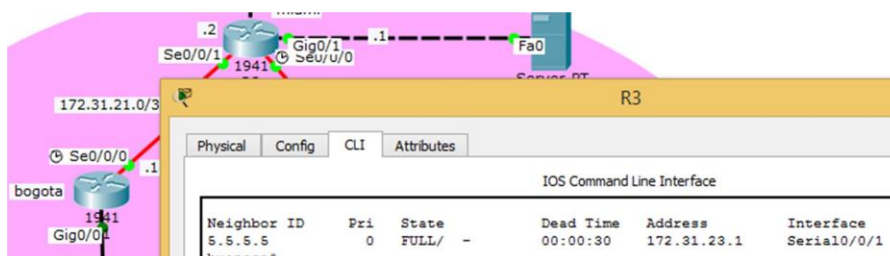 miami
.2
Gig0/1
.1
Fa0
Se0/0/1
Se0/0/0
1941
Server-PT
R3
172.31.21.0/3
Physical Config CLI Attributes
Se0/0/0
.1
IOS Command Line Interface
bogota
1941
Gig0/0
Neighbor ID Pri State Dead Time Address Interface
5.5.5.5 0 FULL/ - 00:00:30 172.31.23.1 Serial0/0/1